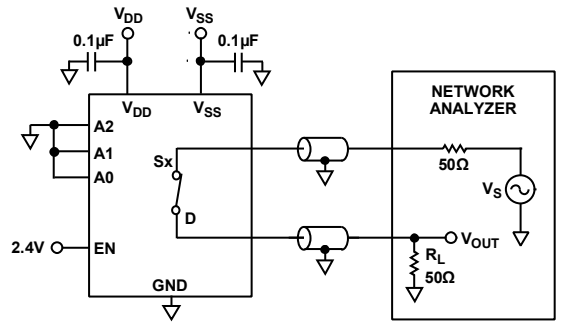 VDD
VSS
0.1µF
0.1µF
VDD
VSS
NETWORK
ANALYZER
A2
A1
A0
Sx
50Ω
VS
D
2.4V
EN
VOUT
RL
50Ω
GND